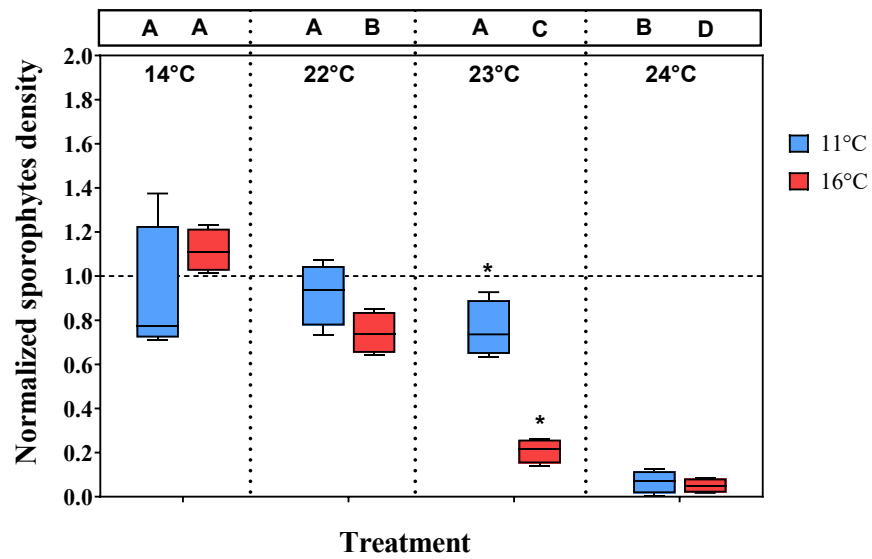 A A A B A C B D
14°C 22°C 23°C 24°C
2.0
1.8
1.6
1.4
1.2
1.0
0.8
0.6
0.4
0.2
0.0
Normalized sporophytes density
* 
*
11°C
16°C
Treatment